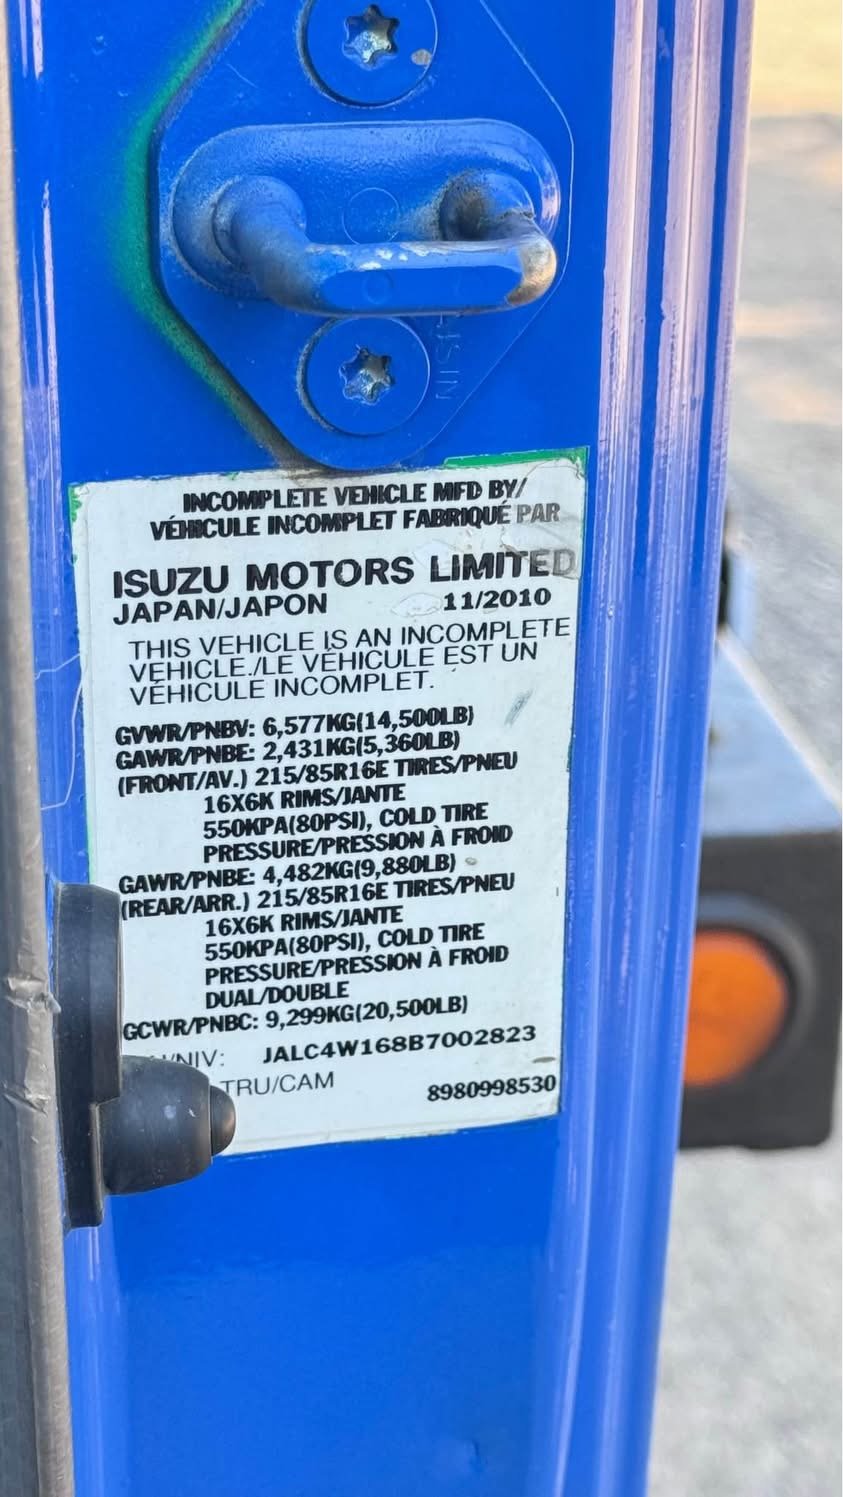 INCOMPLETE VEHICLE MFD BY/
VÉHICULE INCOMPLET FABRIQUÉ PAR
ISUZU MOTORS LIMITED
JAPAN/JAPON 11/2010
THIS VEHICLE IS AN INCOMPLETE
VEHICLE./LE VÉHICULE EST UN
VÉHICULE INCOMPLET.
GVWR/PNBV: 6,577KG(14,500LB)
GAWR/PNBE: 2,431KG(5,360LB)
(FRONT/AV.) 215/85R16E TIRES/PNEU
16X6K RIMS/JANTE
550KPA(80PSI), COLD TIRE
PRESSURE/PRESSION À FROID
GAWR/PNBE: 4,482KG(9,880LB)
(REAR/ARR.) 215/85R16E TIRES/PNEU
16X6K RIMS/JANTE
550KPA(80PSI), COLD TIRE
PRESSURE/PRESSION À FROID
DUAL/DOUBLE
GCWR/PNBC: 9,299KG(20,500LB)
/NIV: JALC4W168B7002823
TRU/CAM
8980998530